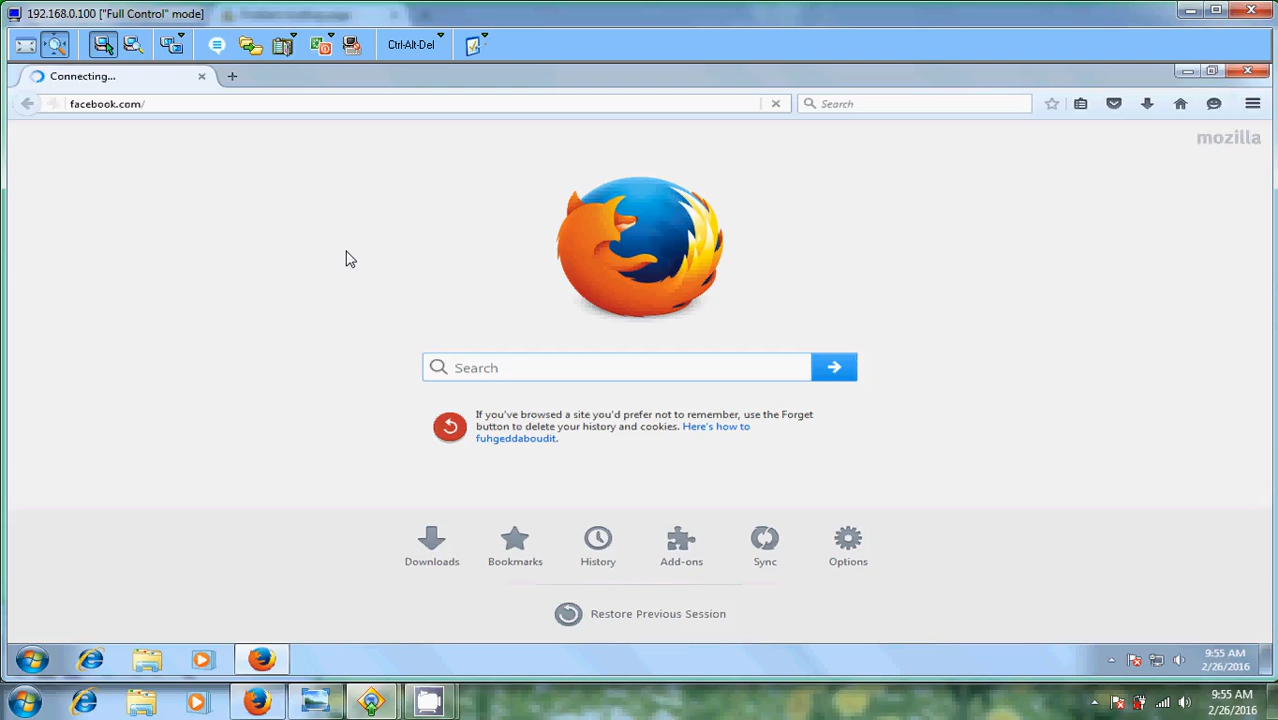 192.168.0.100 ["Full Control" mode]
Ctrl-Alt-Del
Connecting...
facebook.com/
Search
mozilla
Search
If you've browsed a site you'd prefer not to remember, use the Forget
button to delete your history and cookies. Here's how to
fuhgeddaboudit.
Downloads
Bookmarks
History
Add-ons
Sync
Options
Restore Previous Session
9:55 AM
2/26/2016
9:55 AM
2/26/2016